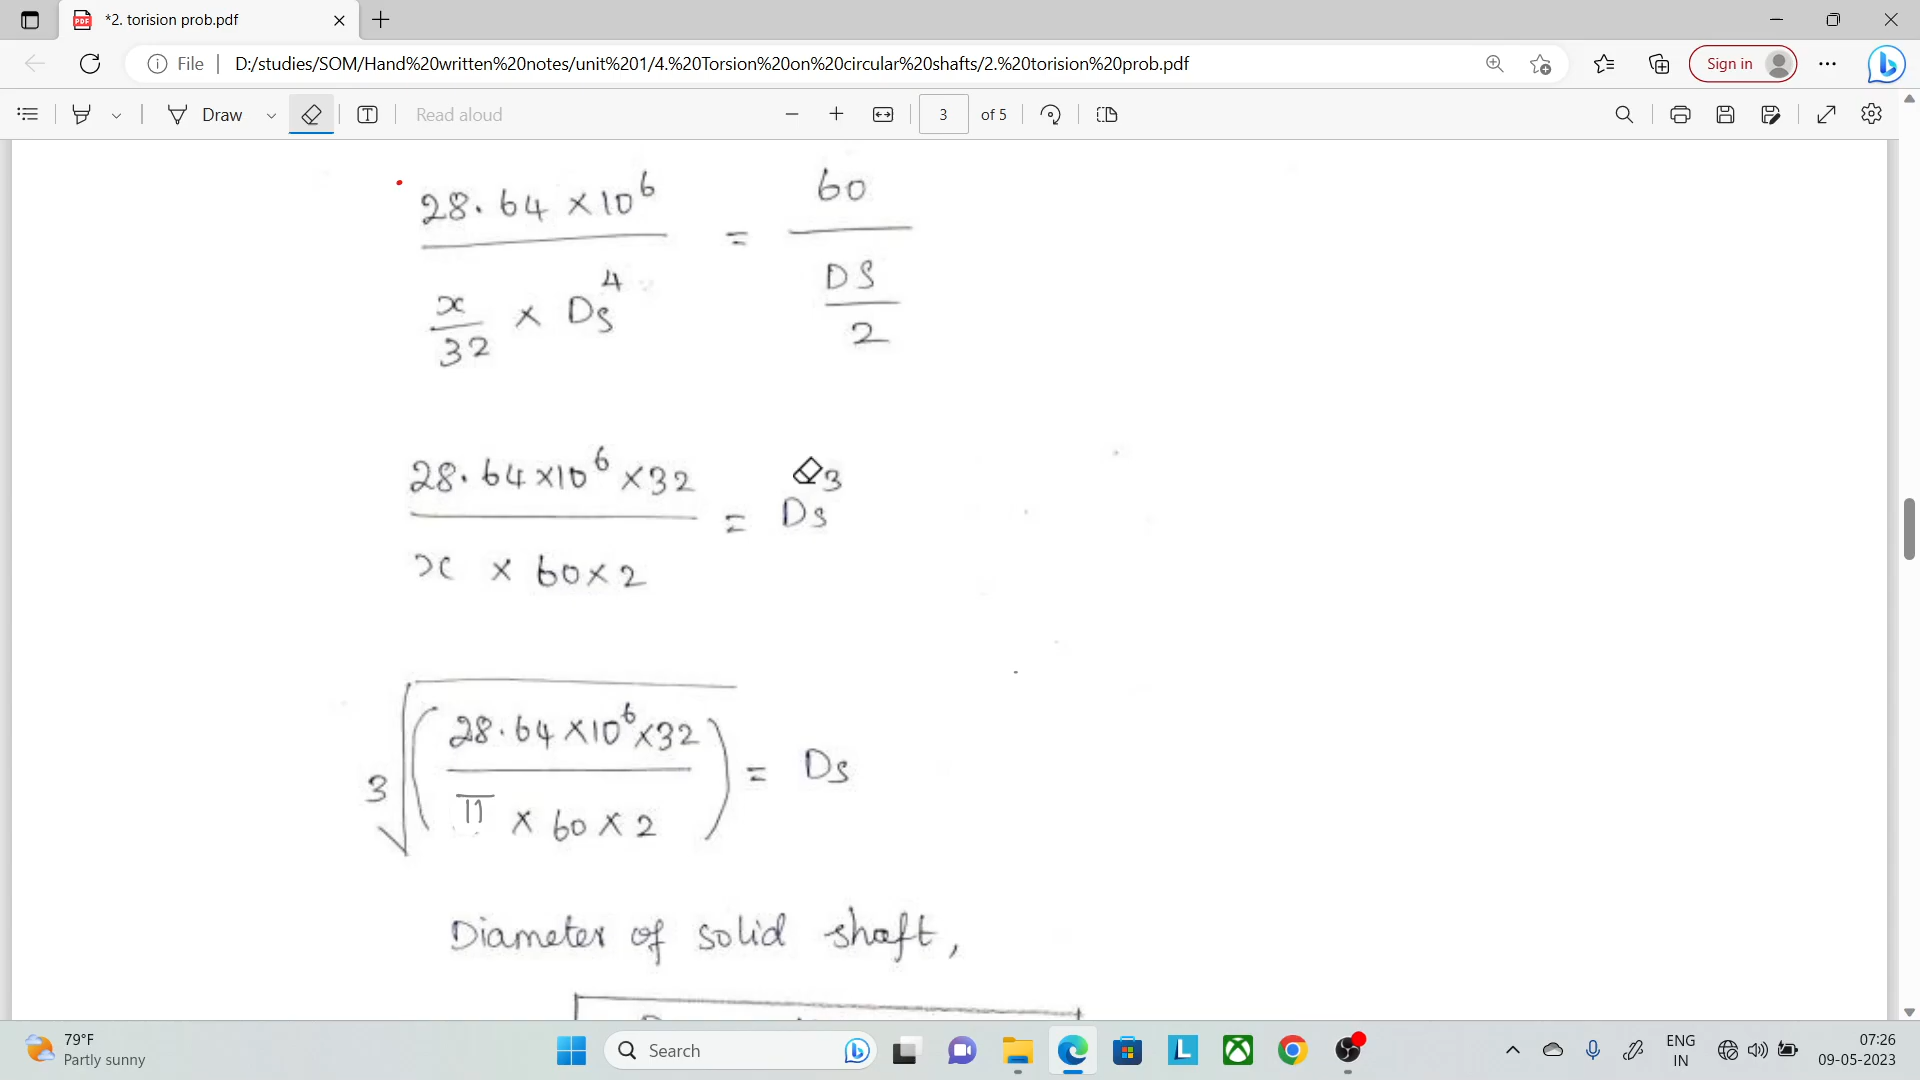 *2. torision prob.pdf
File
D:/studies/SOM/Hand%20written%20notes/unit%201/4.%20Torsion%20on%20circular%20shafts/2.%20torision%20prob.pdf
Sign in
Draw
Read aloud
3 of 5
28.64 ×10⁶ / (x/32 × Ds⁴) = 60 / (Ds/2)
28.64×10⁶ ×32 / (x × 60×2) = Ds³
³√(28.64 ×10⁶×32 / (π × 60 × 2)) = Ds
Diameter of solid shaft,
79°F
Partly sunny
Search
ENG
IN
07:26
09-05-2023